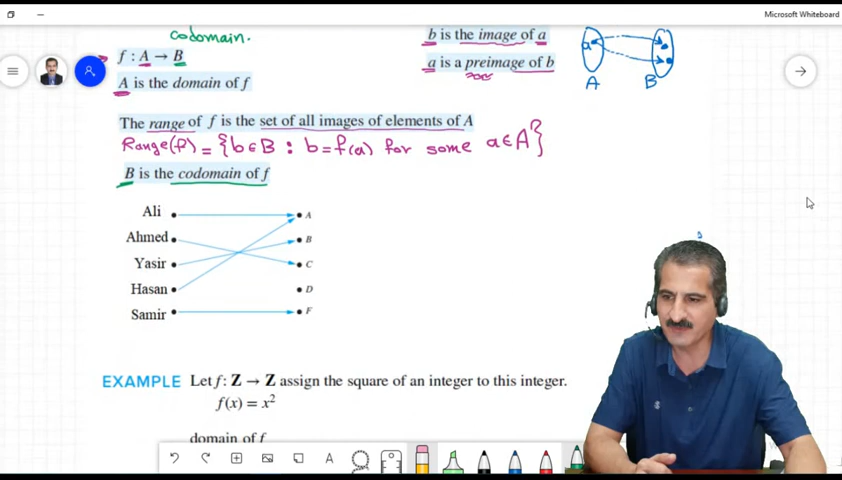 Microsoft Whiteboard
codomain.
f : A → B
b is the image of a
a is a preimage of b
a
A is the domain of f
A B
The range of f is the set of all images of elements of A
Range(f) = {b ∈ B : b = f(a) for some a ∈ A}
B is the codomain of f
Ali A
Ahmed B
Yasir C
Hasan D
Samir F
EXAMPLE Let f: Z → Z assign the square of an integer to this integer.
f(x) = x²
domain of f
A